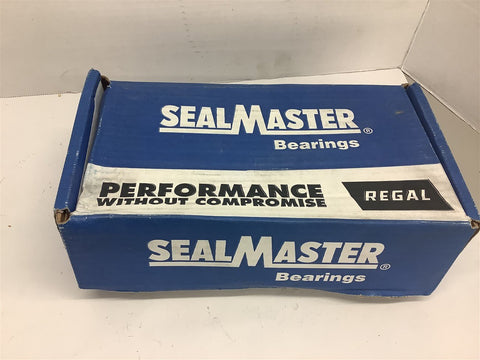 SEALMASTER®
Bearings
PERFORMANCE
WITHOUT COMPROMISE
REGAL
SEALMASTER®
Bearings